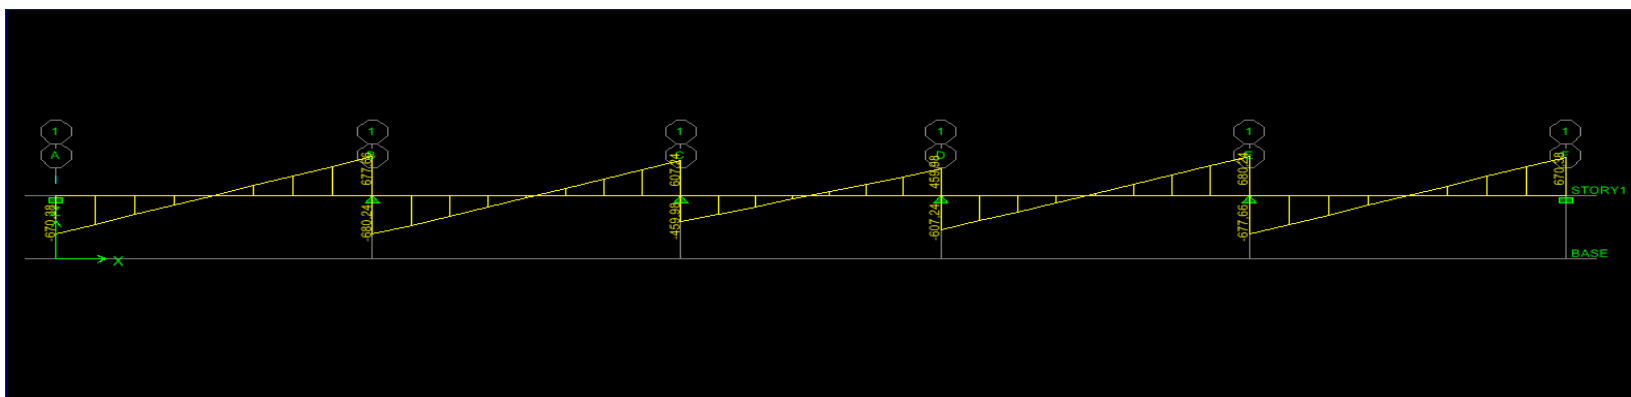 1 1 1 1 1 1
A D
677.66 607.24 459.98 680.24 670.38
STORY1
-670.38 -680.24 -459.98 -607.24 -677.66
BASE
X